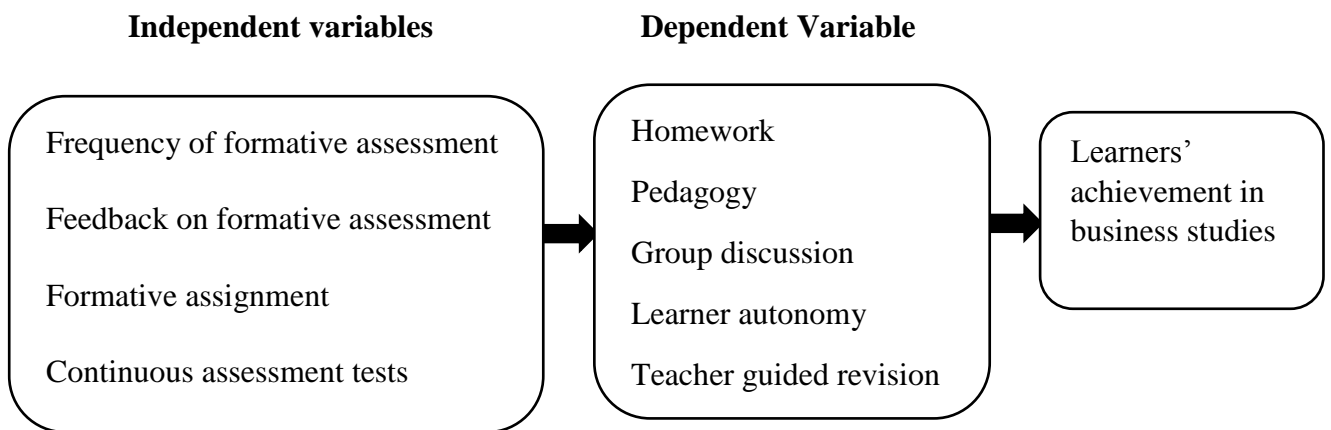 Independent variables
Dependent Variable
Frequency of formative assessment
Feedback on formative assessment
Formative assignment
Continuous assessment tests
Homework
Pedagogy
Group discussion
Learner autonomy
Teacher guided revision
Learners’
achievement in
business studies